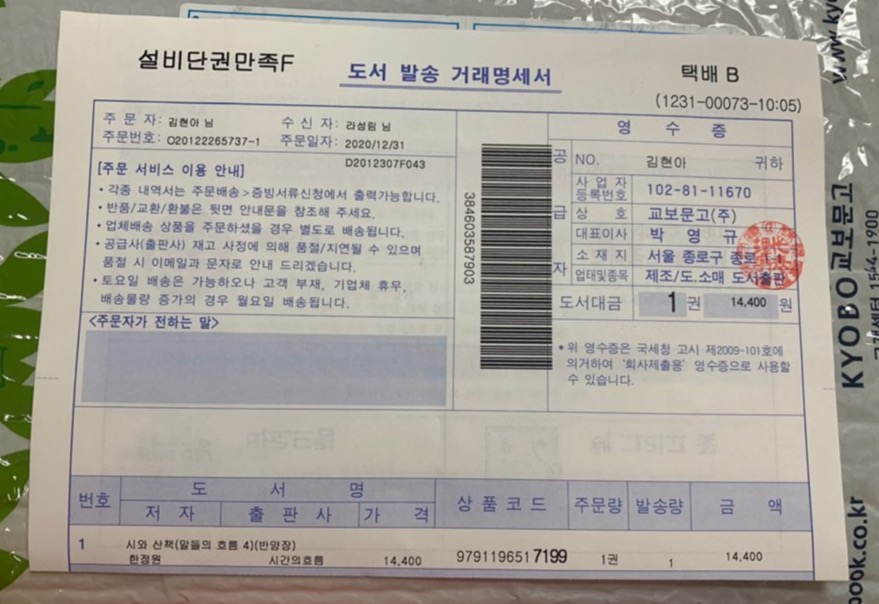 설비단권만족F
도서 발송 거래명세서
택배 B
(1231-00073-10:05)
주 문 자: 김현아 님 수 신 자: 라성림 님
주문번호: O20122265737-1 주문일자: 2020/12/31
D2012307F043
[주문 서비스 이용 안내]
• 각종 내역서는 주문배송 > 증빙서류신청에서 출력가능합니다.
• 반품/교환/환불은 뒷면 안내문을 참조해 주세요.
• 업체배송 상품을 주문하셨을 경우 별도로 배송됩니다.
• 공급사(출판사) 재고 사정에 의해 품절/지연될 수 있으며
품절 시 이메일과 문자로 안내 드리겠습니다.
• 토요일 배송은 가능하오나 고객 부재, 기업체 휴무,
배송물량 증가의 경우 월요일 배송됩니다.
<주문자가 전하는 말>
384603587903
영 수 증
공 급 자
NO. 김현아 귀하
사 업 자 등록번호 102-81-11670
상 호 교보문고(주)
대표이사 박 영 규
소 재 지 서울 종로구 종로
업태및종목 제조/도.소매 도서출판
도서대금 1 권 14,400 원
• 위 영수증은 국세청 고시 제2009-101호에
의거하여 '회사제출용' 영수증으로 사용할
수 있습니다.
번호 도 서 명 상 품 코 드 주문량 발송량 금 액
저 자 출 판 사 가 격
1 시와 산책(말들의 흐름 4)(반양장)
한정원 시간의흐름 14,400 9791196517199 1권 1 14,400
www.ky
KYOBO 교보문고
고객센터 1544-1900
book.co.kr